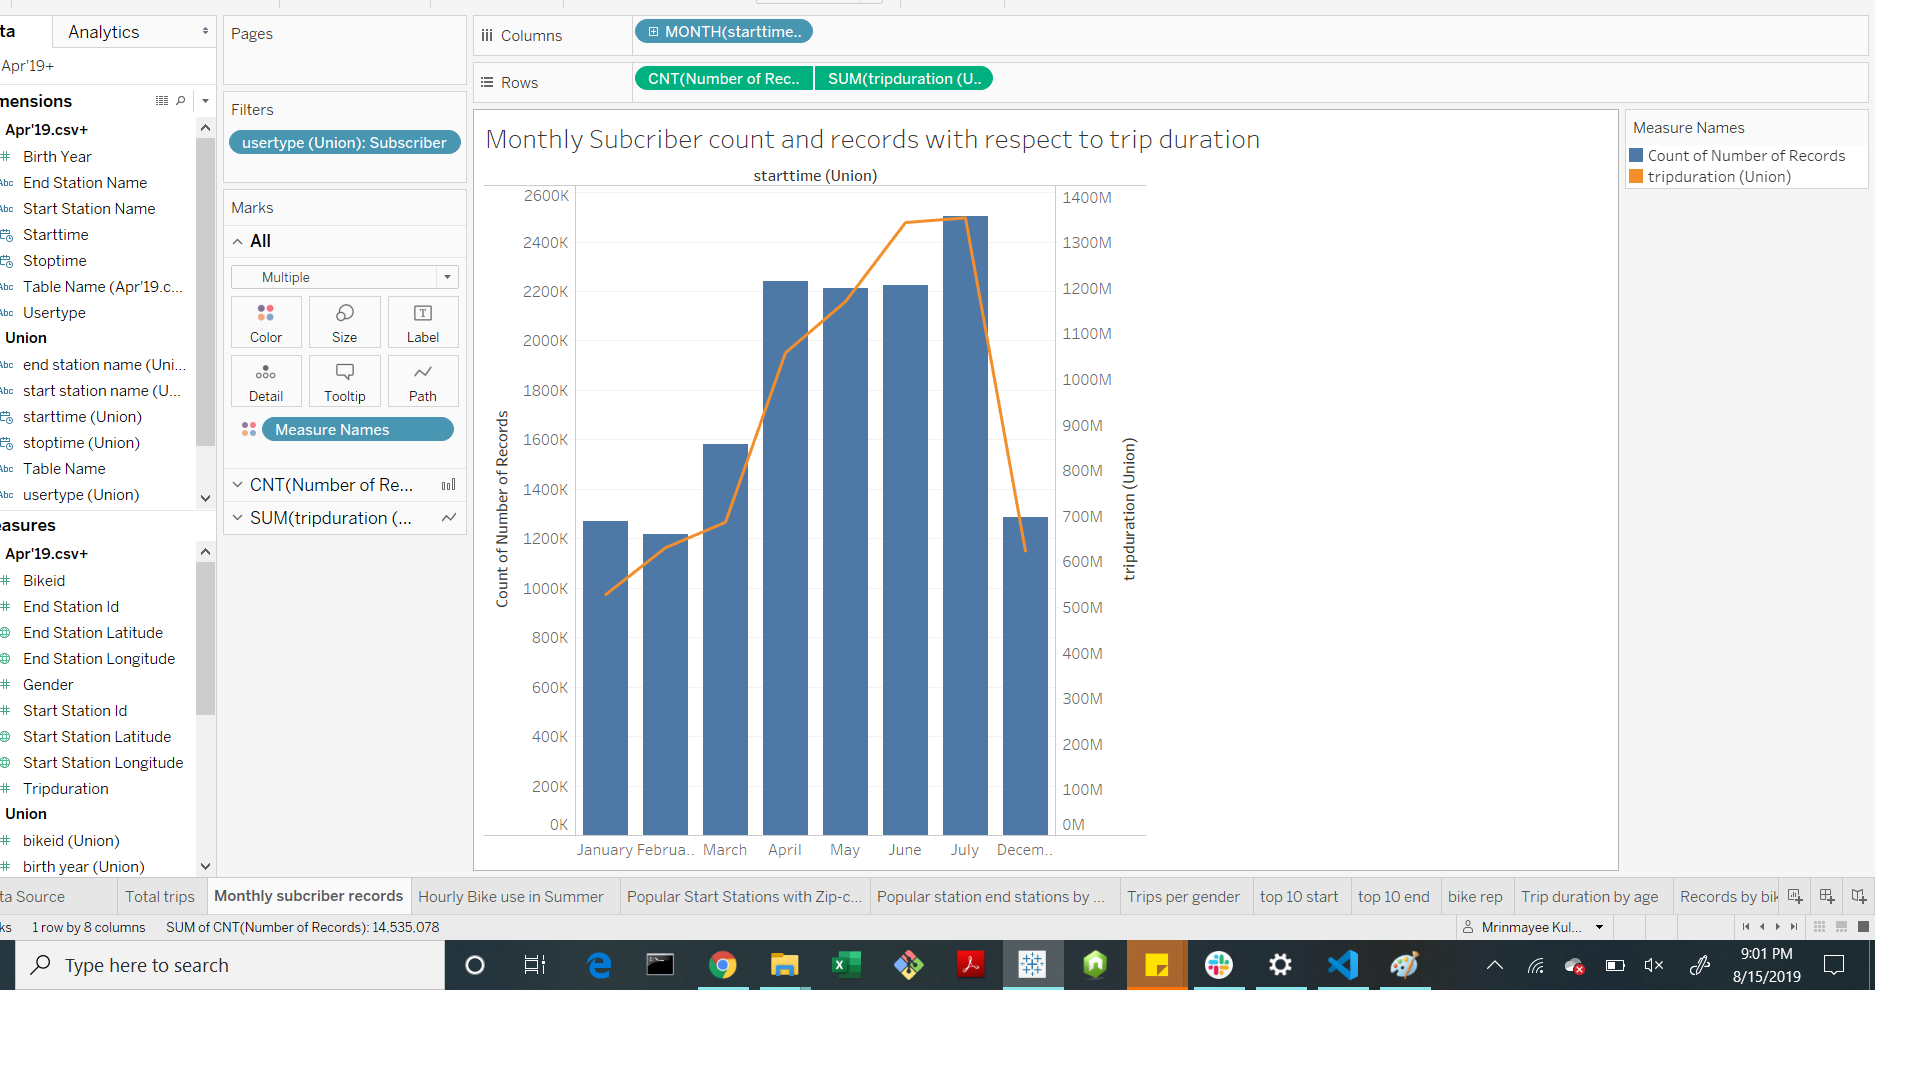 ta
Analytics
Apr'19+
mensions
Apr'19.csv+
Birth Year
Abc End Station Name
Abc Start Station Name
Starttime
Stoptime
Abc Table Name (Apr'19.c...
Abc Usertype
Union
Abc end station name (Uni...
Abc start station name (U...
starttime (Union)
stoptime (Union)
Abc Table Name
Abc usertype (Union)
easures
Apr'19.csv+
Bikeid
End Station Id
End Station Latitude
End Station Longitude
Gender
Start Station Id
Start Station Latitude
Start Station Longitude
Tripduration
Union
bikeid (Union)
birth year (Union)
Pages
Filters
usertype (Union): Subscriber
Marks
All
Multiple
Color Size Label
Detail Tooltip Path
Measure Names
CNT(Number of Re...
SUM(tripduration (...
Columns MONTH(starttime..
Rows CNT(Number of Rec.. SUM(tripduration (U..
Monthly Subcriber count and records with respect to trip duration
starttime (Union)
Count of Number of Records
2600K
2400K
2200K
2000K
1800K
1600K
1400K
1200K
1000K
800K
600K
400K
200K
0K
1400M
1300M
1200M
1100M
1000M
900M
800M
700M
600M
500M
400M
300M
200M
100M
0M
tripduration (Union)
January Februa.. March April May June July Decem..
Measure Names
Count of Number of Records
tripduration (Union)
ta Source Total trips Monthly subcriber records Hourly Bike use in Summer Popular Start Stations with Zip-c... Popular station end stations by ... Trips per gender top 10 start top 10 end bike rep Trip duration by age Records by bik
ks 1 row by 8 columns SUM of CNT(Number of Records): 14,535,078 Mrinmayee Kul...
Type here to search
9:01 PM
8/15/2019